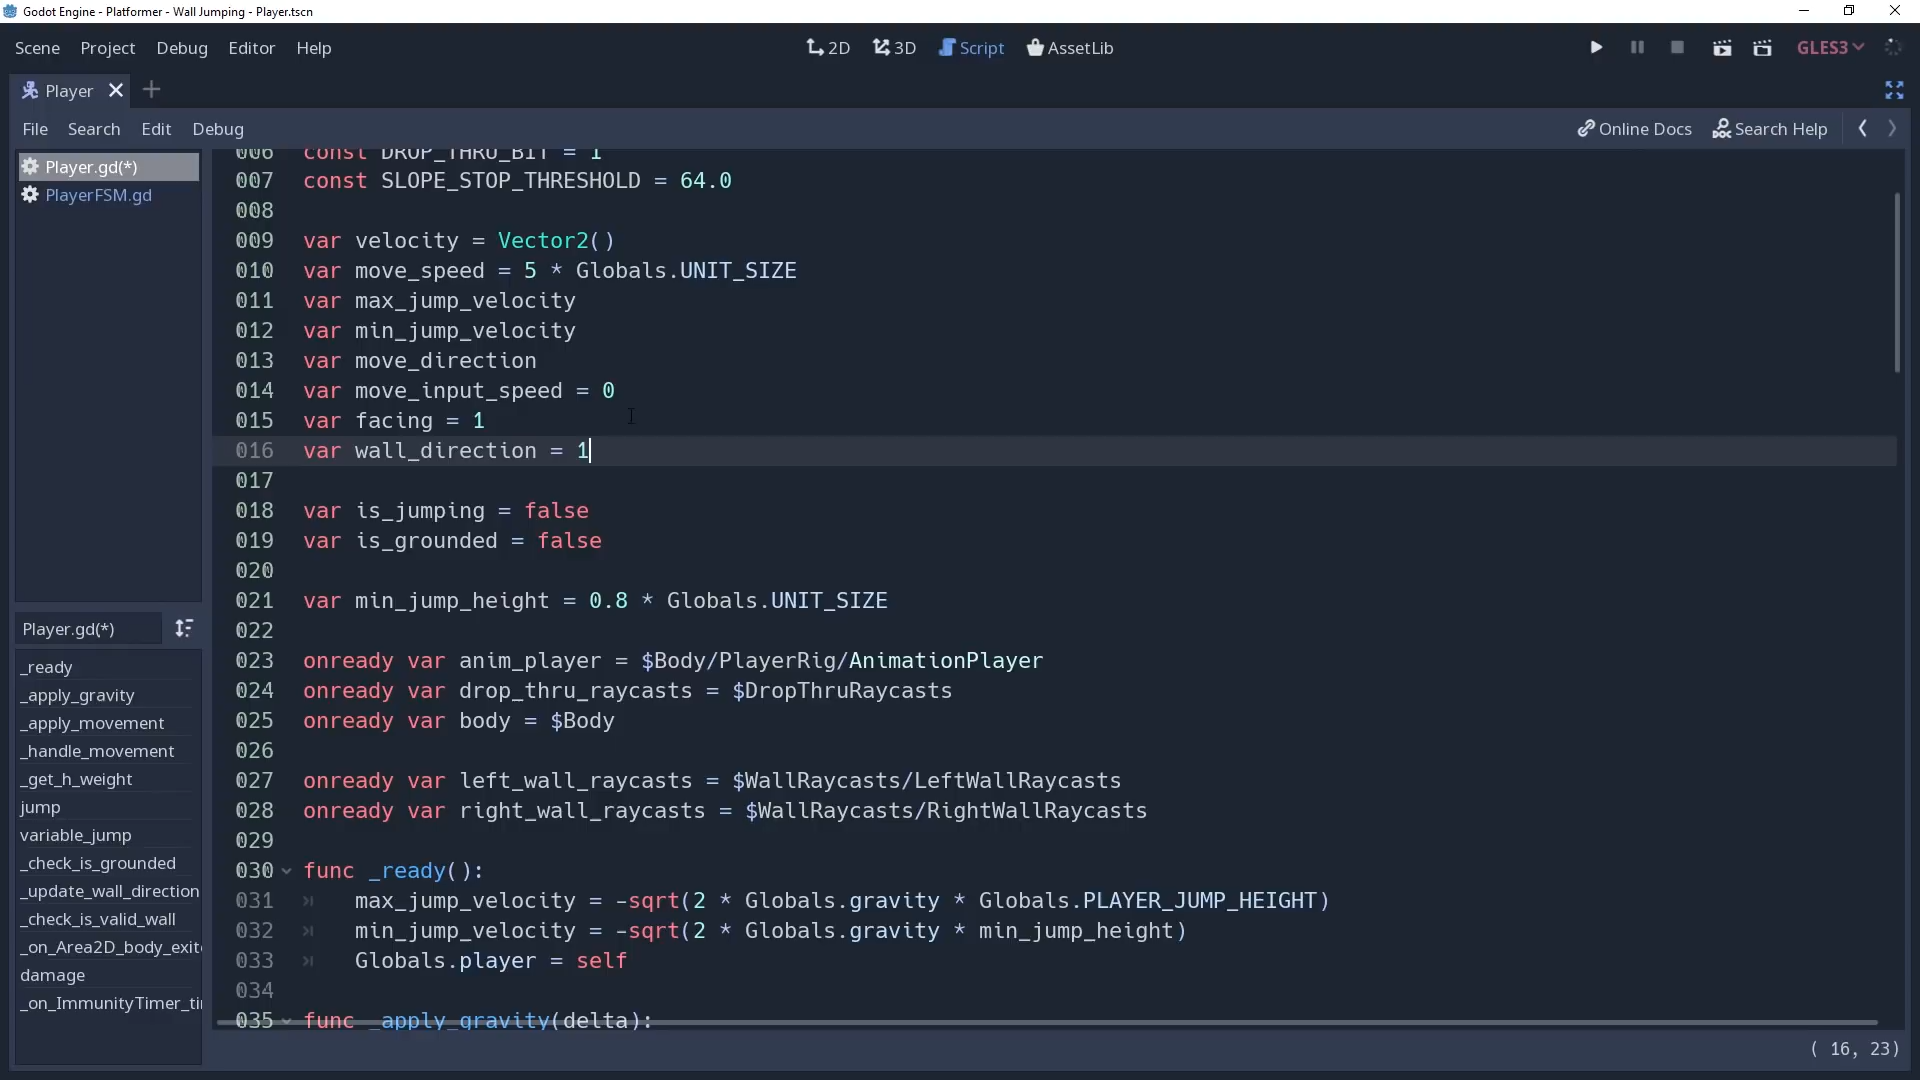 Godot Engine - Platformer - Wall Jumping - Player.tscn
Scene Project Debug Editor Help 2D 3D Script AssetLib GLES3
Player
File Search Edit Debug Online Docs Search Help
Player.gd(*)
PlayerFSM.gd
006 const DROP_THRU_BIT = 1
007 const SLOPE_STOP_THRESHOLD = 64.0
008
009 var velocity = Vector2()
010 var move_speed = 5 * Globals.UNIT_SIZE
011 var max_jump_velocity
012 var min_jump_velocity
013 var move_direction
014 var move_input_speed = 0
015 var facing = 1
016 var wall_direction = 1
017
018 var is_jumping = false
019 var is_grounded = false
020
021 var min_jump_height = 0.8 * Globals.UNIT_SIZE
022
023 onready var anim_player = $Body/PlayerRig/AnimationPlayer
024 onready var drop_thru_raycasts = $DropThruRaycasts
025 onready var body = $Body
026
027 onready var left_wall_raycasts = $WallRaycasts/LeftWallRaycasts
028 onready var right_wall_raycasts = $WallRaycasts/RightWallRaycasts
029
030 func _ready():
031 max_jump_velocity = -sqrt(2 * Globals.gravity * Globals.PLAYER_JUMP_HEIGHT)
032 min_jump_velocity = -sqrt(2 * Globals.gravity * min_jump_height)
033 Globals.player = self
034
035 func _apply_gravity(delta):
Player.gd(*)
_ready
_apply_gravity
_apply_movement
_handle_movement
_get_h_weight
jump
variable_jump
_check_is_grounded
_update_wall_direction
_check_is_valid_wall
_on_Area2D_body_exit
damage
_on_ImmunityTimer_ti
( 16, 23)